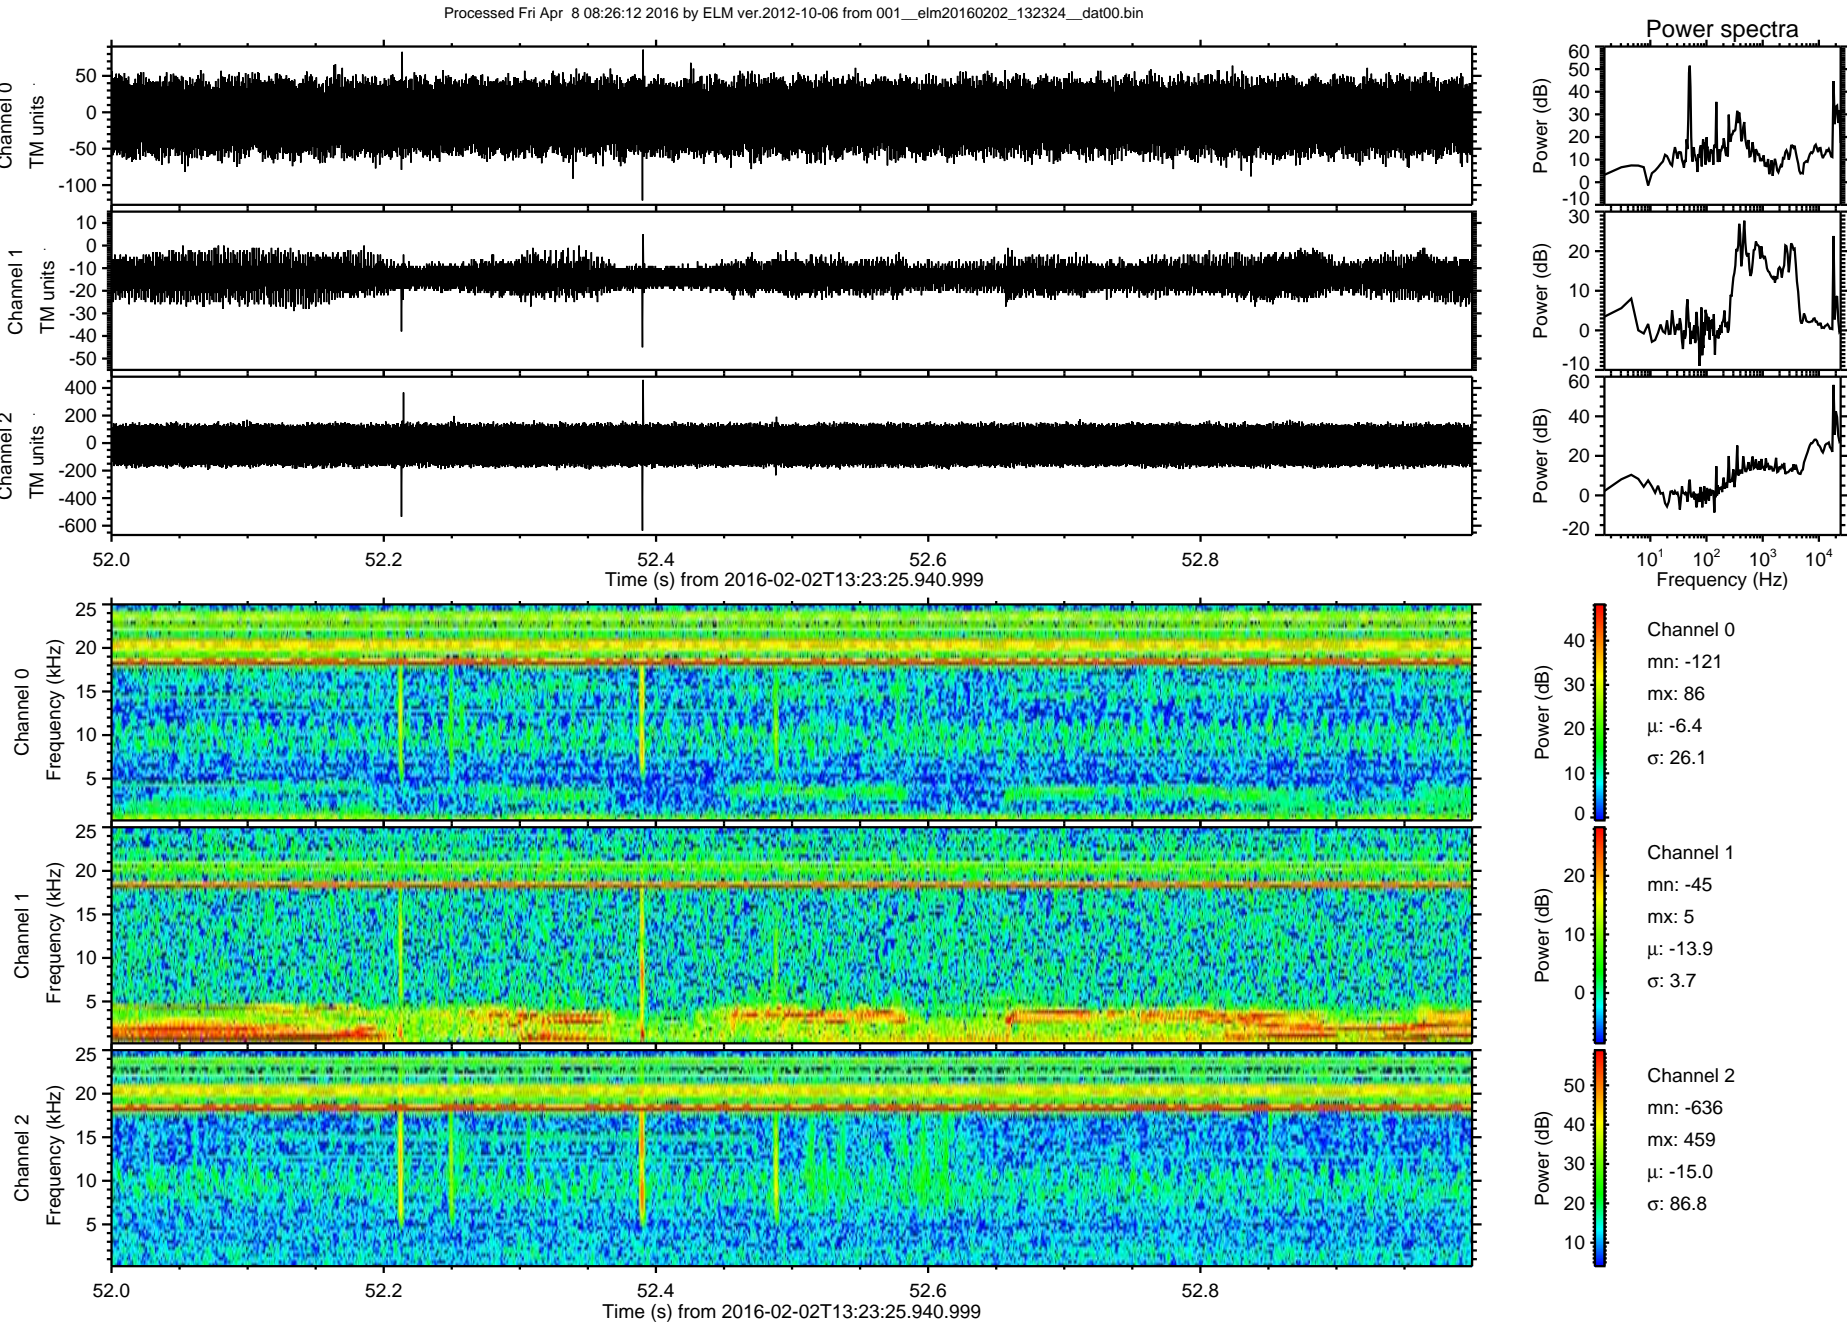 Processed Fri Apr 8 08:26:12 2016 by ELM ver.2012-10-06 from 001__elm20160202_132324__dat00.bin
Power spectra
Channel 0
TM units
50
0
-50
-100
Power (dB)
60
50
40
30
20
10
0
-10
Channel 1
TM units
10
0
-10
-20
-30
-40
-50
Power (dB)
30
20
10
0
-10
Channel 2
TM units
400
200
0
-200
-400
-600
Power (dB)
60
40
20
0
-20
52.0 52.2 52.4 52.6 52.8
Time (s) from 2016-02-02T13:23:25.940.999
10¹ 10² 10³ 10⁴
Frequency (Hz)
Channel 0
Frequency (kHz)
25
20
15
10
5
Power (dB)
40
30
20
10
0
Channel 0
mn: -121
mx: 86
μ: -6.4
σ: 26.1
Channel 1
Frequency (kHz)
25
20
15
10
5
Power (dB)
20
10
0
Channel 1
mn: -45
mx: 5
μ: -13.9
σ: 3.7
Channel 2
Frequency (kHz)
25
20
15
10
5
Power (dB)
50
40
30
20
10
Channel 2
mn: -636
mx: 459
μ: -15.0
σ: 86.8
52.0 52.2 52.4 52.6 52.8
Time (s) from 2016-02-02T13:23:25.940.999